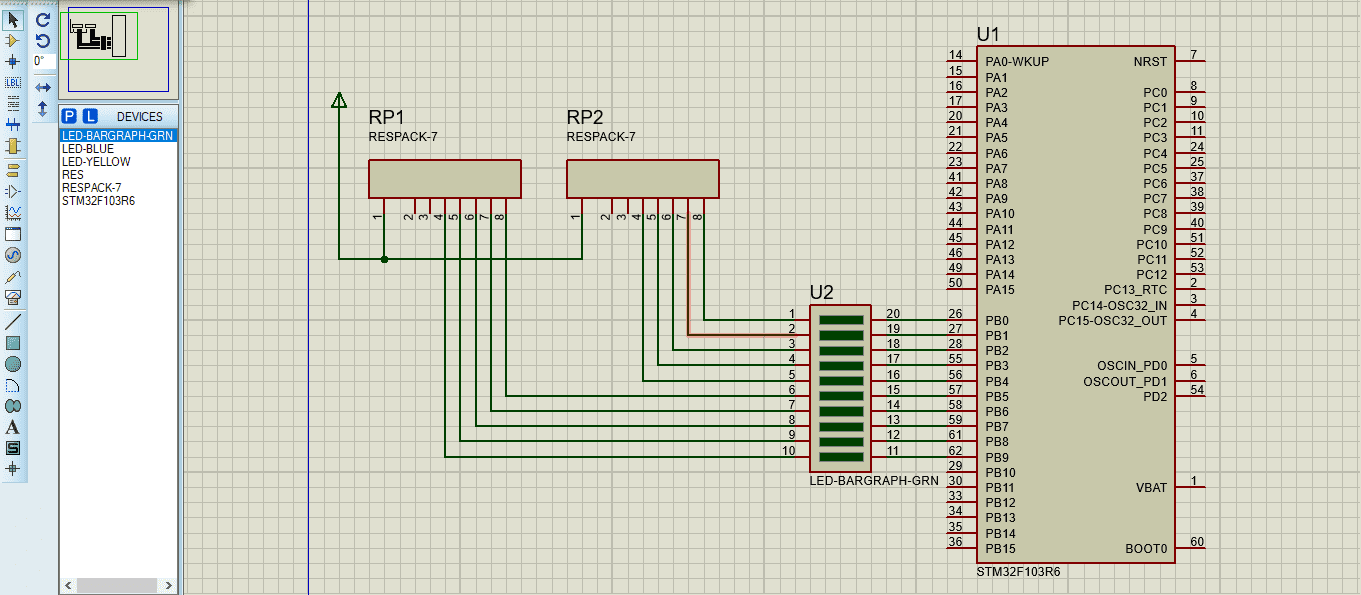 0°
LBL
A
S
P L DEVICES
LED-BARGRAPH-GRN
LED-BLUE
LED-YELLOW
RES
RESPACK-7
STM32F103R6
RP1
RESPACK-7
1 2 3 4 5 6 7 8
RP2
RESPACK-7
1 2 3 4 5 6 7 8
U2
1 20
2 19
3 18
4 17
5 16
6 15
7 14
8 13
9 12
10 11
LED-BARGRAPH-GRN
U1
14 PA0-WKUP
15 PA1
16 PA2
17 PA3
20 PA4
21 PA5
22 PA6
23 PA7
41 PA8
42 PA9
43 PA10
44 PA11
45 PA12
46 PA13
49 PA14
50 PA15
26 PB0
27 PB1
28 PB2
55 PB3
56 PB4
57 PB5
58 PB6
59 PB7
61 PB8
62 PB9
29 PB10
30 PB11
33 PB12
34 PB13
35 PB14
36 PB15
NRST 7
PC0 8
PC1 9
PC2 10
PC3 11
PC4 24
PC5 25
PC6 37
PC7 38
PC8 39
PC9 40
PC10 51
PC11 52
PC12 53
PC13_RTC 2
PC14-OSC32_IN 3
PC15-OSC32_OUT 4
OSCIN_PD0 5
OSCOUT_PD1 6
PD2 54
VBAT 1
BOOT0 60
STM32F103R6